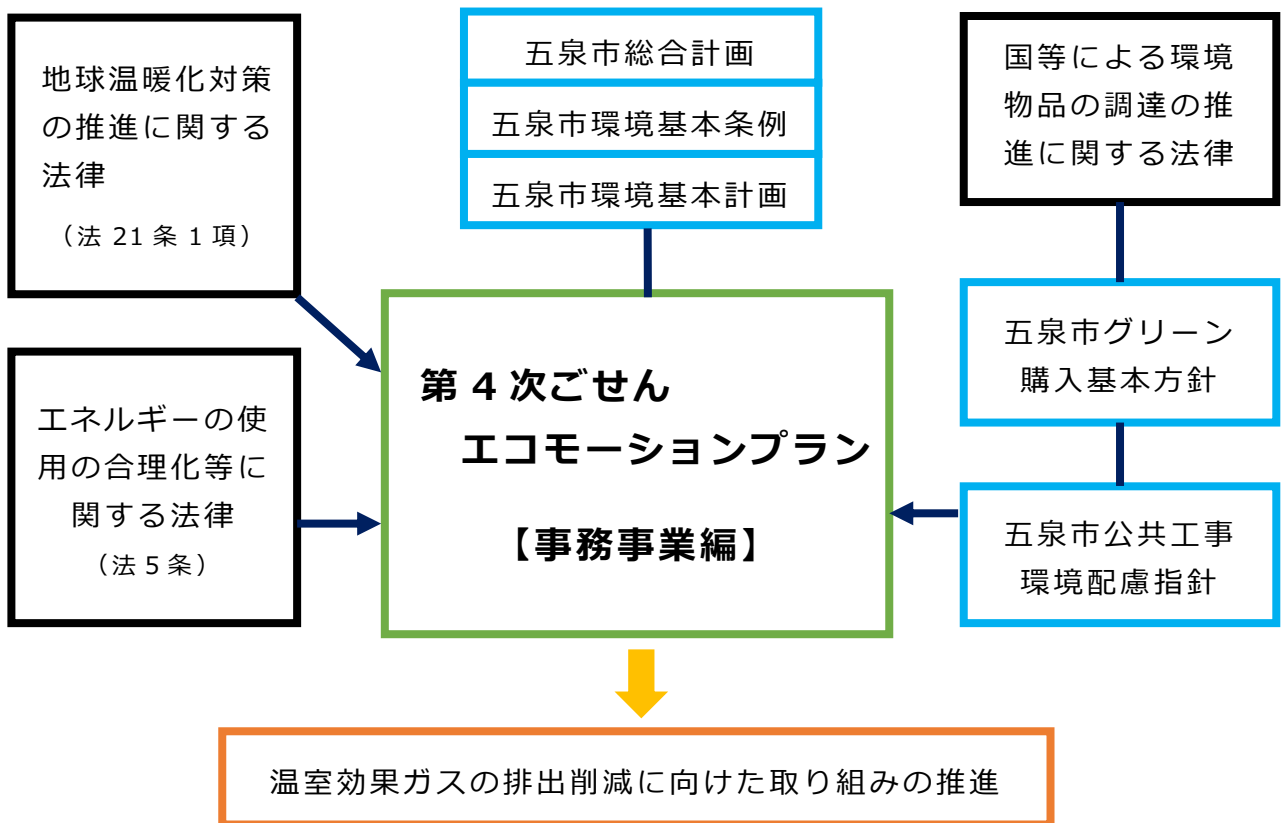 地球温暖化対策
の推進に関する
法律
（法 21 条 1 項）
エネルギーの使
用の合理化等に
関する法律
（法 5 条）
五泉市総合計画
五泉市環境基本条例
五泉市環境基本計画
第 4 次ごせん
エコモーションプラン
【事務事業編】
国等による環境
物品の調達の推
進に関する法律
五泉市グリーン
購入基本方針
五泉市公共工事
環境配慮指針
温室効果ガスの排出削減に向けた取り組みの推進